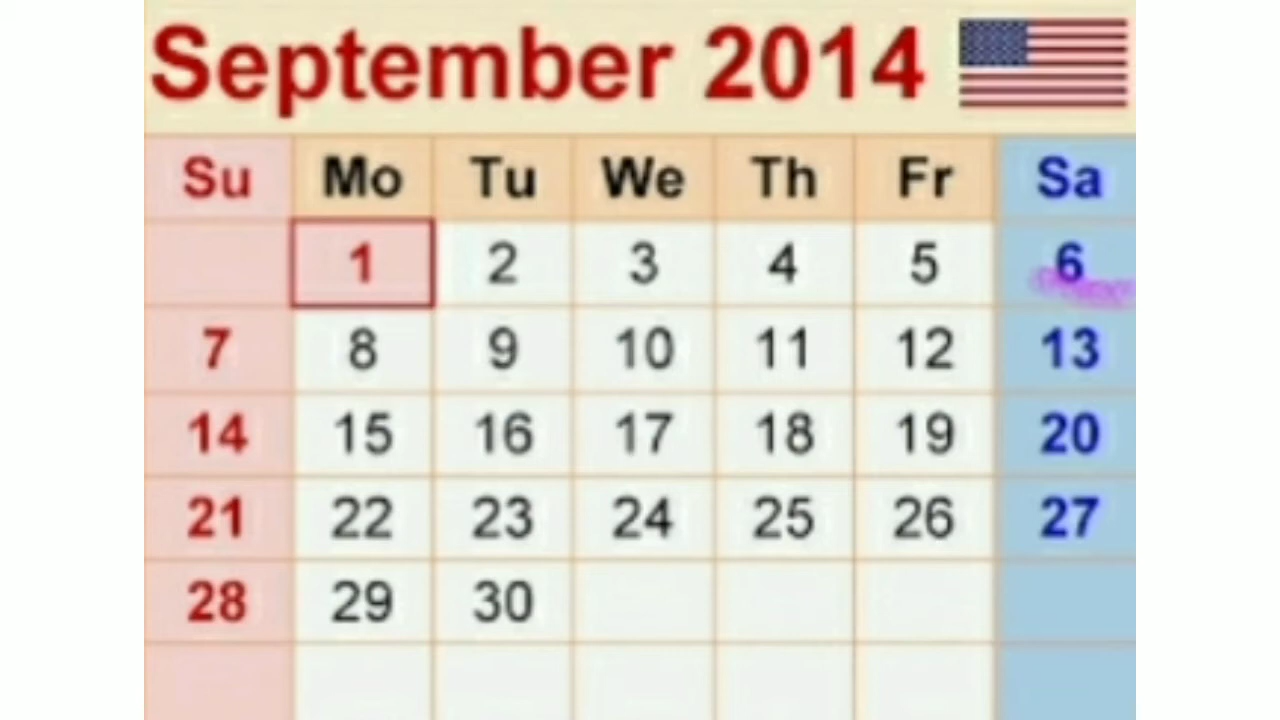 September 2014
Su Mo Tu We Th Fr Sa
1 2 3 4 5 6
7 8 9 10 11 12 13
14 15 16 17 18 19 20
21 22 23 24 25 26 27
28 29 30